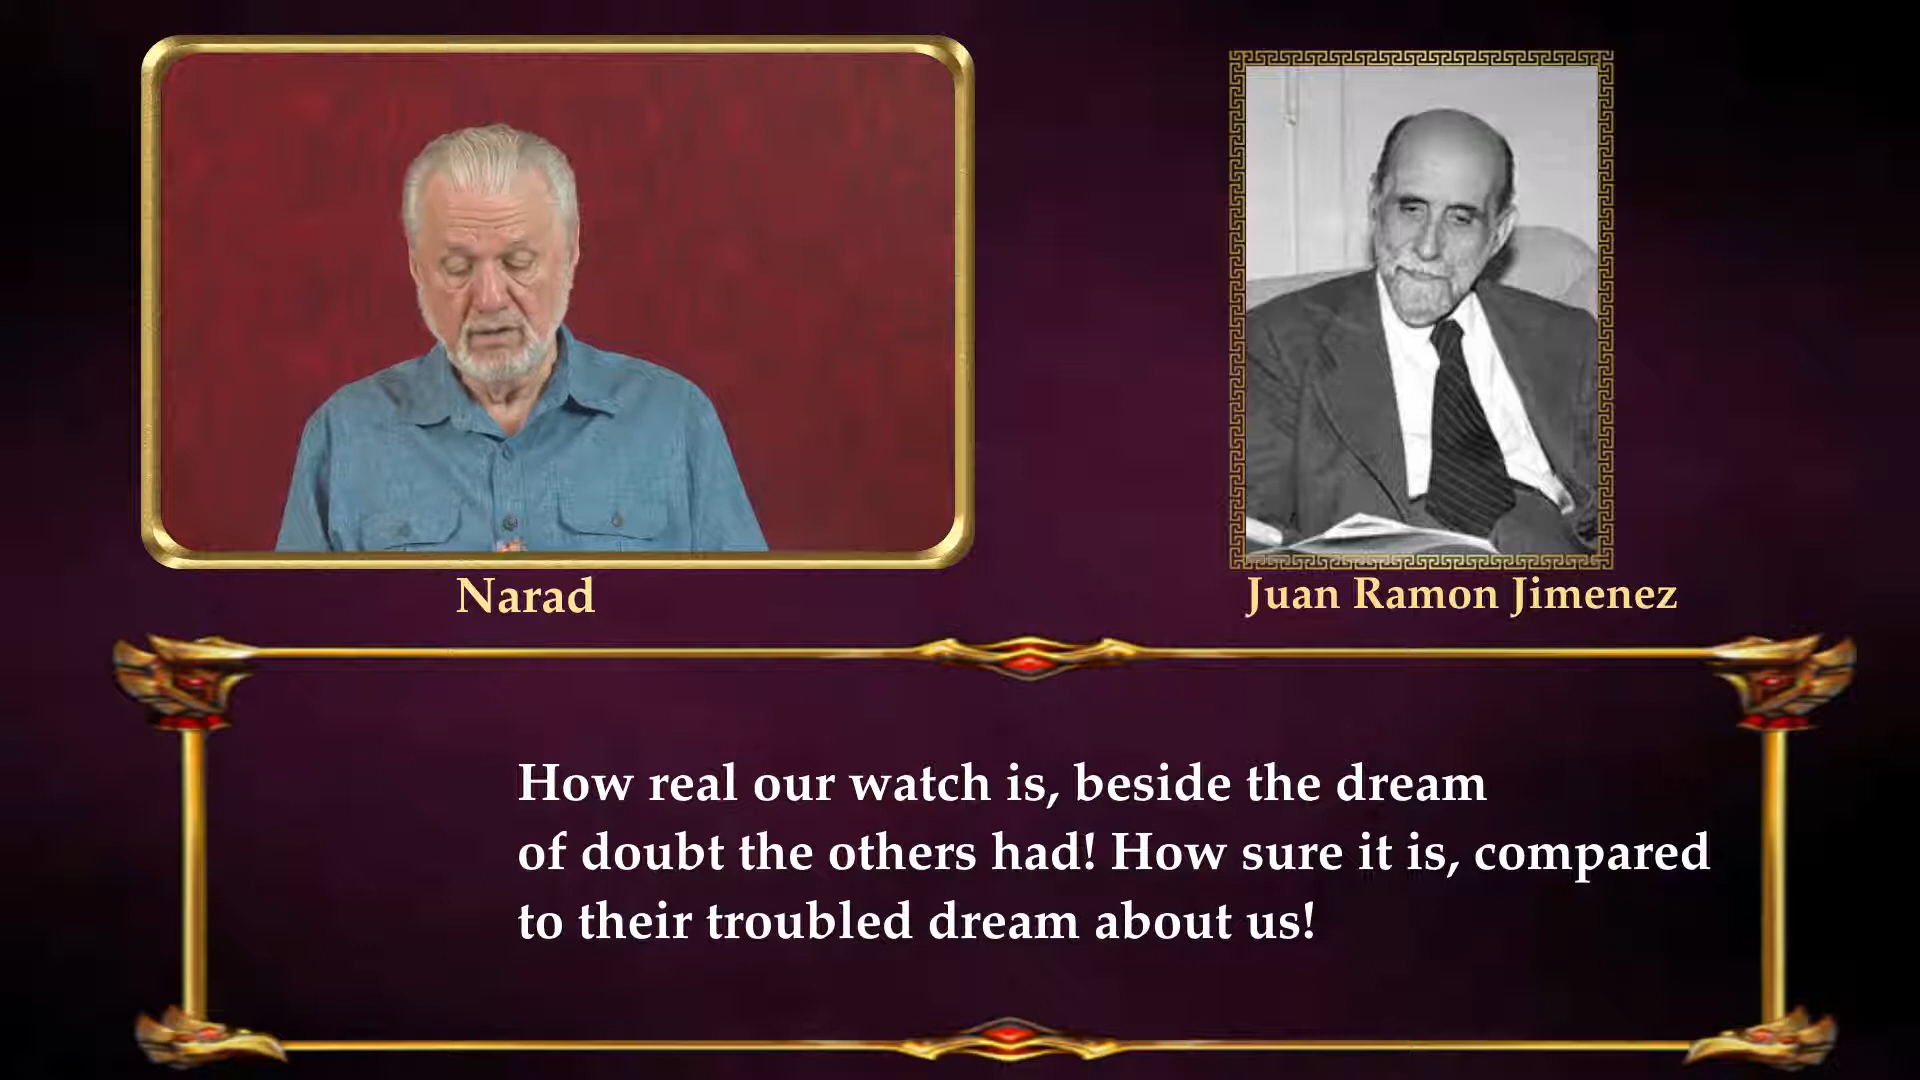 Narad
Juan Ramon Jimenez
How real our watch is, beside the dream
of doubt the others had! How sure it is, compared
to their troubled dream about us!